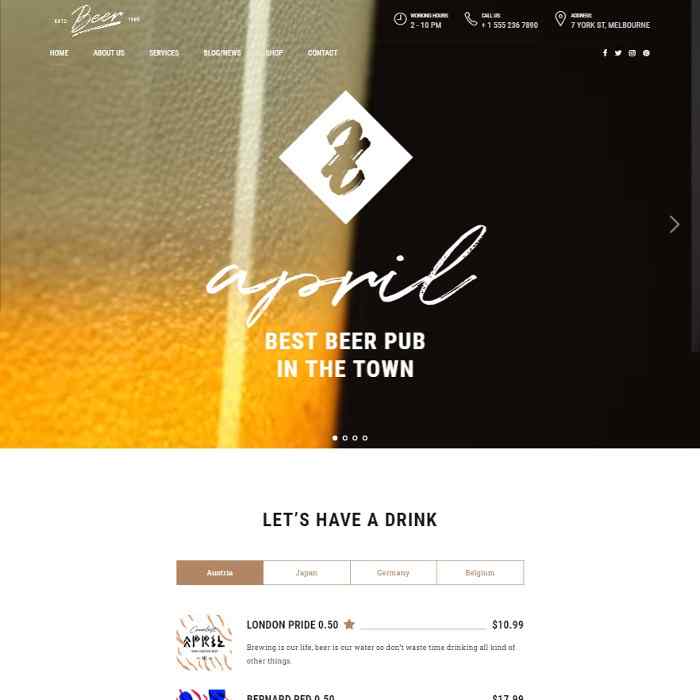 ESTD Beer 1985
WORKING HOURS
2 - 10 PM
CALL US
+ 1 555 236 7890
ADDRESS
7 YORK ST, MELBOURNE
HOME ABOUT US SERVICES BLOG/NEWS SHOP CONTACT
april
BEST BEER PUB
IN THE TOWN
LET'S HAVE A DRINK
Austria Japan Germany Belgium
APRIL
LONDON PRIDE 0.50 $10.99
Brewing is our life, beer is our water so don't waste time drinking all kind of
other things.
BERNARD RED 0.50 $17.99